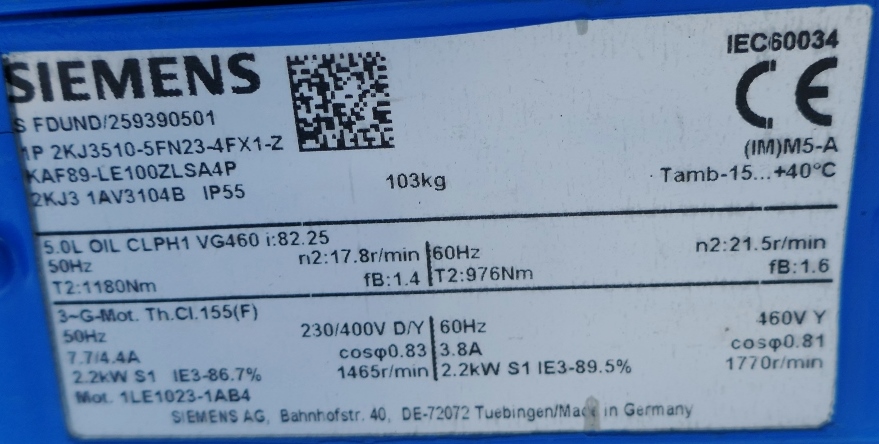 SIEMENS
IEC60034
CE
S FDUND/259390501
1P 2KJ3510-5FN23-4FX1-Z
(IM)M5-A
KAF89-LE100ZLSA4P
103kg
Tamb-15...+40°C
2KJ3 1AV3104B IP55
5.0L OIL CLPH1 VG460 i:82.25
50Hz n2:17.8r/min 60Hz n2:21.5r/min
T2:1180Nm fB:1.4 T2:976Nm fB:1.6
3~G-Mot. Th.Cl.155(F)
50Hz 230/400V D/Y 60Hz 460V Y
7.7/4.4A cosφ0.83 3.8A cosφ0.81
2.2kW S1 IE3-86.7% 1465r/min 2.2kW S1 IE3-89.5% 1770r/min
Mot. 1LE1023-1AB4
SIEMENS AG, Bahnhofstr. 40, DE-72072 Tuebingen/Made in Germany